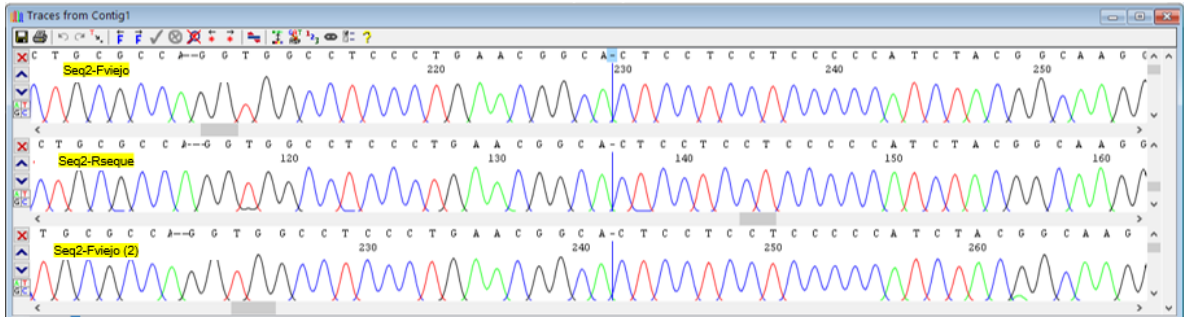 Traces from Contig1
C T G C G C C A--G G T G G C C T C C C T G A A C G G C A-C T C C T C C T C C C C C A T C T A C G G C A A G G
Seq2-Fviejo
220 230 240 250
C T G C G C C A---G G T G G C C T C C C T G A A C G G C A-C T C C T C C T C C C C C A T C T A C G G C A A G G
Seq2-Rseque
120 130 140 150 160
T G C G C C A--G G T G G C C T C C C T G A A C G G C A-C T C C T C C T C C C C C A T C T A C G G C A A G
Seq2-Fviejo (2)
230 240 250 260